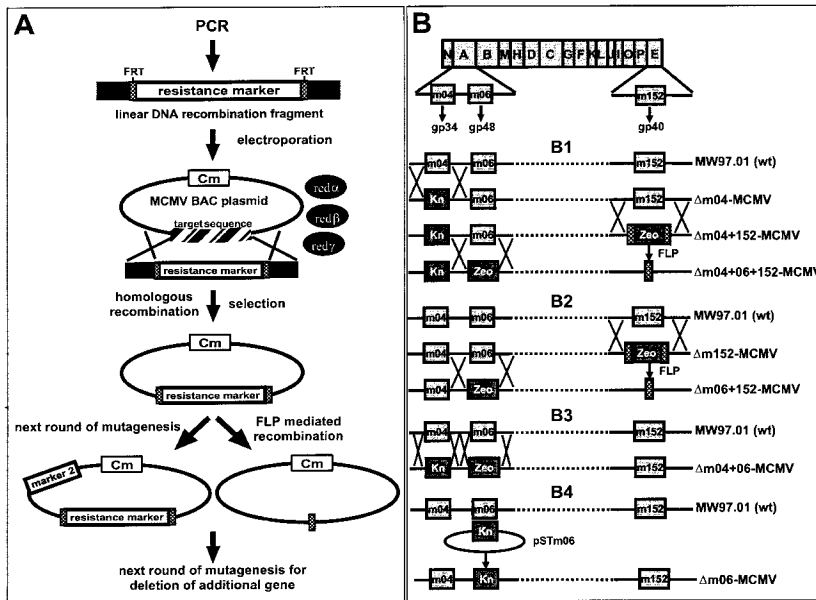 A
PCR
FRT
FRT
resistance marker
linear DNA recombination fragment
electroporation
Cm
MCMV BAC plasmid
target sequence
redα
redβ
redγ
resistance marker
homologous
recombination
selection
Cm
resistance marker
next round of mutagenesis
FLP mediated
recombination
marker 2
Cm
resistance marker
Cm
next round of mutagenesis for
deletion of additional gene
B
N A B M H D C G F K L J I O P E
m04 m06 m152
gp34 gp48 gp40
B1
m04 m06 m152 MW97.01 (wt)
Kn m06 m152 Δm04-MCMV
Kn m06 Zeo Δm04+152-MCMV
FLP
Kn Zeo Δm04+06+152-MCMV
B2
m04 m06 m152 MW97.01 (wt)
m04 m06 Zeo Δm152-MCMV
FLP
m04 Zeo Δm06+152-MCMV
B3
m04 m06 m152 MW97.01 (wt)
Kn Zeo m152 Δm04+06-MCMV
B4
m04 m06 m152 MW97.01 (wt)
Kn
pSTm06
m04 Kn m152 Δm06-MCMV